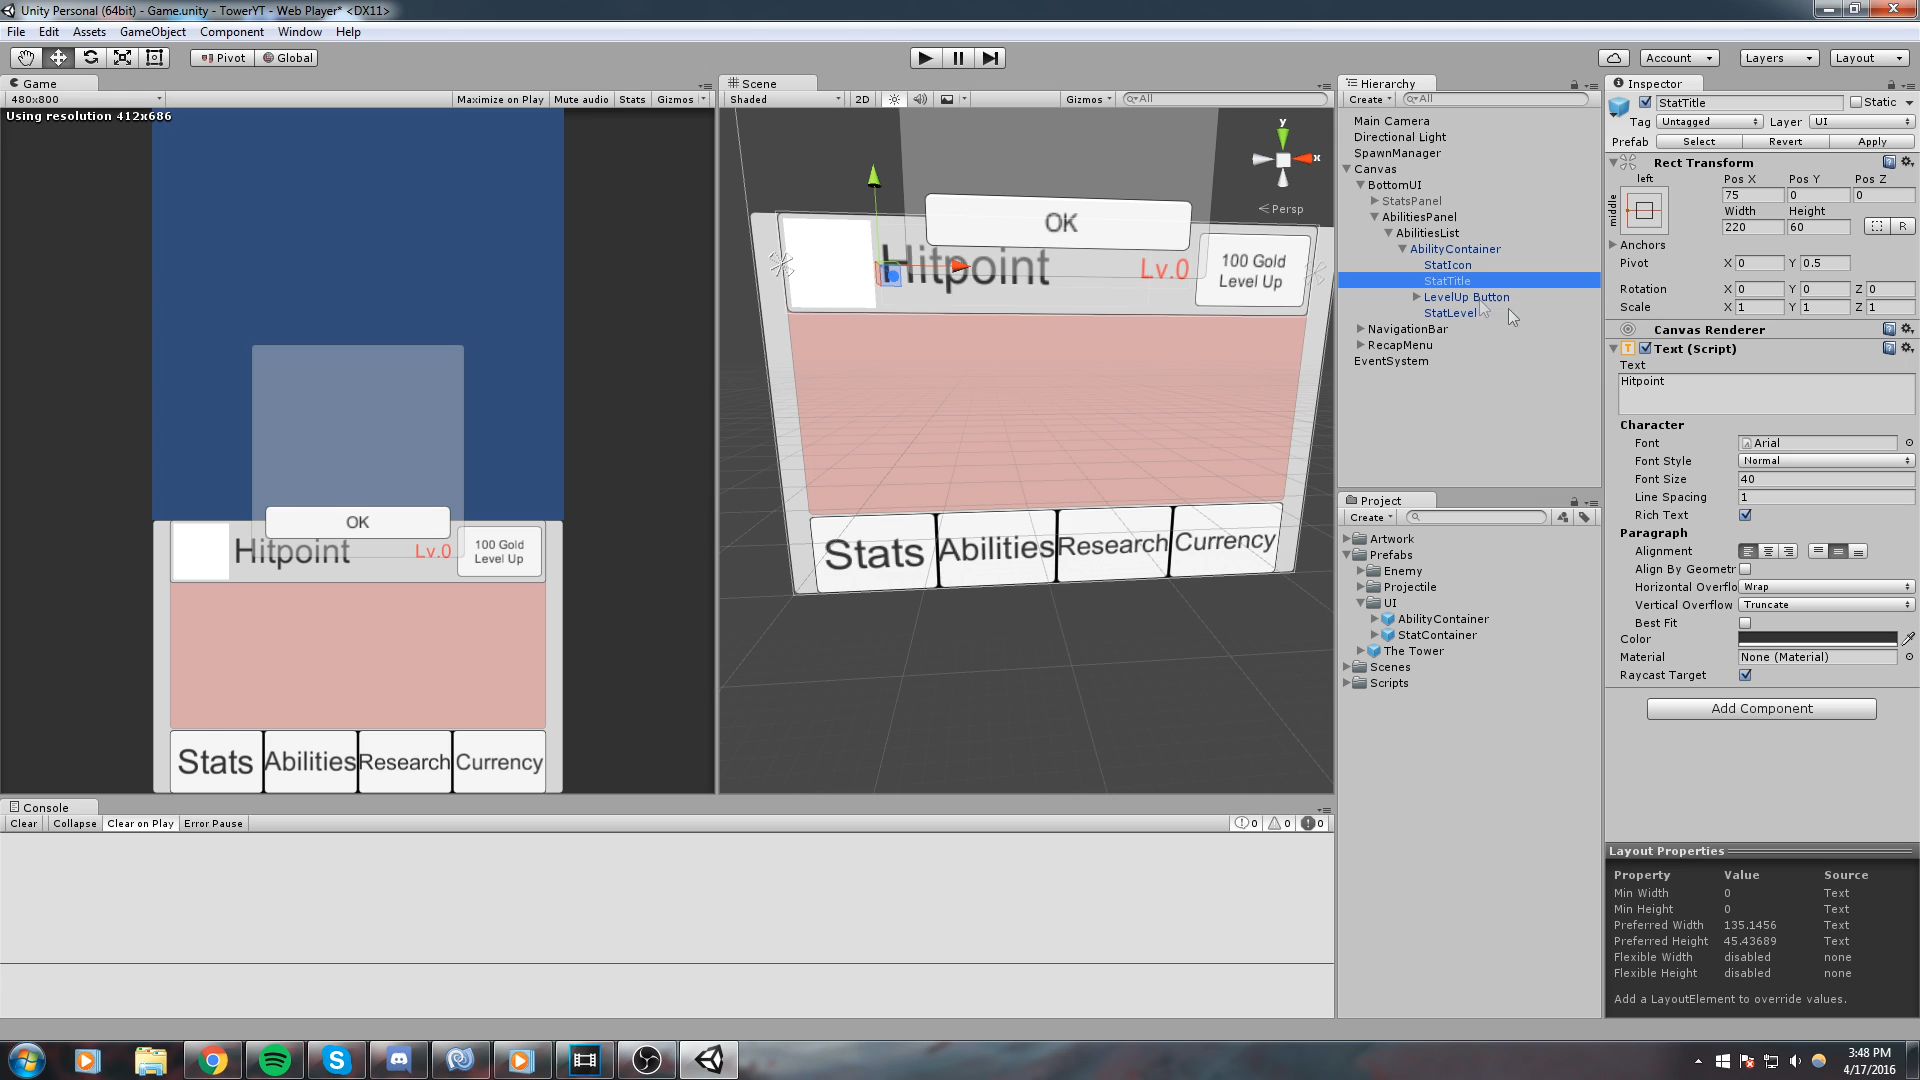 Unity Personal (64bit) - Game.unity - TowerYT - Web Player* <DX11>
File Edit Assets GameObject Component Window Help
Pivot Global Account Layers Layout
Game
480x800 Maximize on Play Mute audio Stats Gizmos
Using resolution 412x686
OK
Hitpoint Lv.0 100 Gold
Level Up
Stats Abilities Research Currency
Scene
Shaded 2D Gizmos All
y
x
Persp
OK
Hitpoint Lv.0 100 Gold
Level Up
Stats Abilities Research Currency
Hierarchy
Create All
Main Camera
Directional Light
SpawnManager
Canvas
BottomUI
StatsPanel
AbilitiesPanel
AbilitiesList
AbilityContainer
StatIcon
StatTitle
LevelUp Button
StatLevel
NavigationBar
RecapMenu
EventSystem
Project
Create
Artwork
Prefabs
Enemy
Projectile
UI
AbilityContainer
StatContainer
The Tower
Scenes
Scripts
Inspector
StatTitle Static
Tag Untagged Layer UI
Prefab Select Revert Apply
Rect Transform
left Pos X Pos Y Pos Z
middle 75 0 0
Width Height
220 60 R
Anchors
Pivot X 0 Y 0.5
Rotation X 0 Y 0 Z 0
Scale X 1 Y 1 Z 1
Canvas Renderer
Text (Script)
Text
Hitpoint
Character
Font Arial
Font Style Normal
Font Size 40
Line Spacing 1
Rich Text
Paragraph
Alignment
Align By Geometr
Horizontal Overflo Wrap
Vertical Overflow Truncate
Best Fit
Color
Material None (Material)
Raycast Target
Add Component
Layout Properties
Property Value Source
Min Width 0 Text
Min Height 0 Text
Preferred Width 135.1456 Text
Preferred Height 45.43689 Text
Flexible Width disabled none
Flexible Height disabled none
Add a LayoutElement to override values.
Console
Clear Collapse Clear on Play Error Pause 0 0 0
3:48 PM
4/17/2016